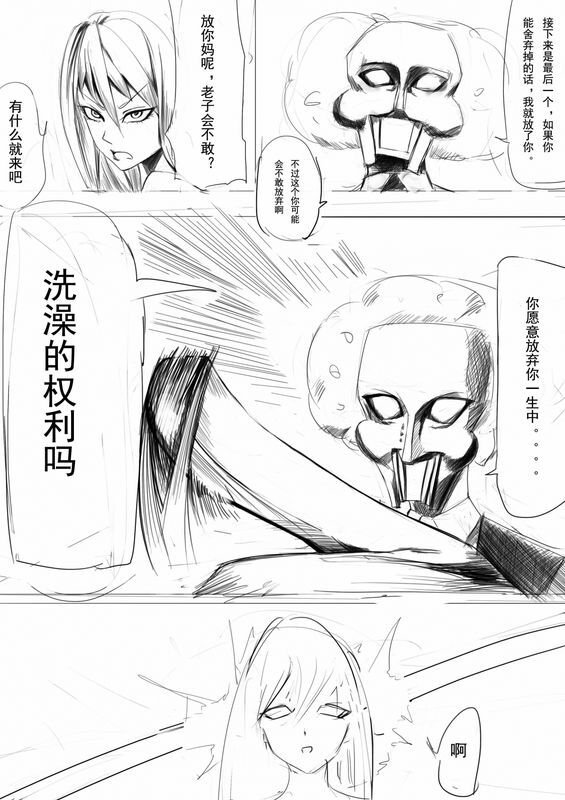 接下来是最后一个，如果你
能舍弃掉的话，我就放了你。
不过这个你可能
会不敢放弃啊
放你妈呢，老子会不敢？
有什么就来吧
你愿意放弃你一生中。。。。
洗澡的权利吗
啊